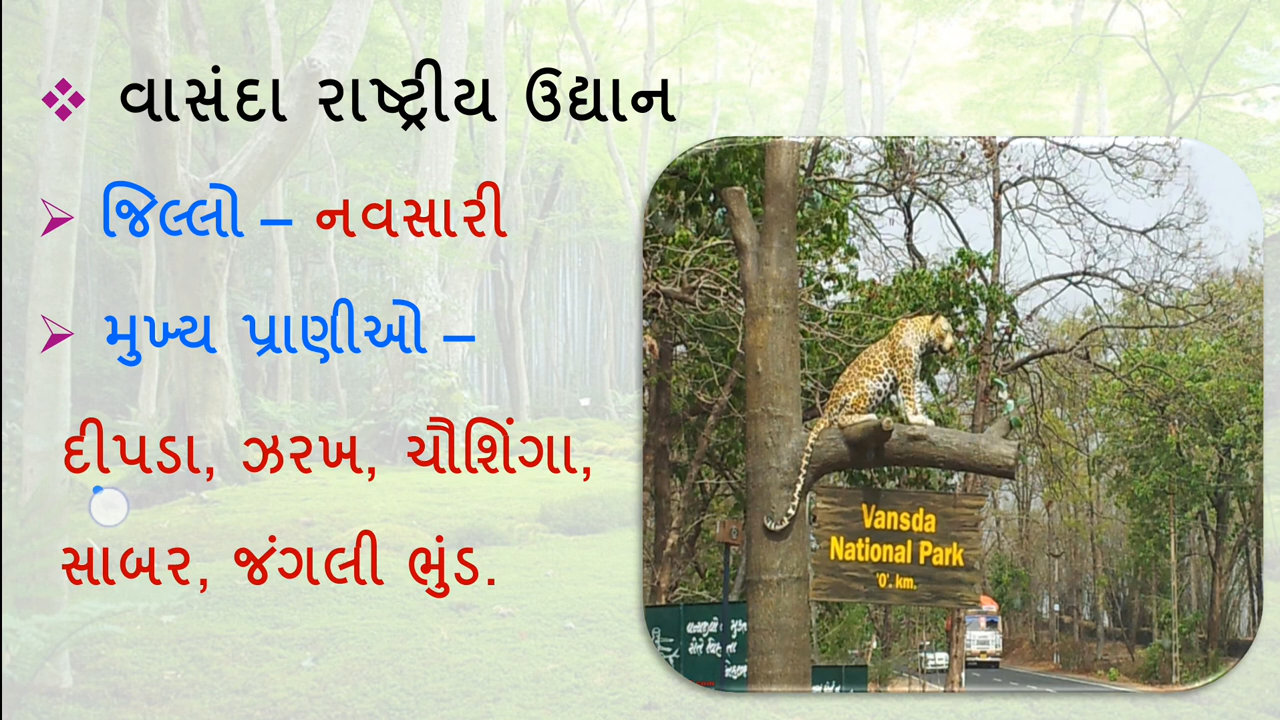 વાસંદા રાષ્ટ્રીય ઉદ્યાન
જિલ્લો – નવસારી
મુખ્ય પ્રાણીઓ –
દીપડા, ઝરખ, ચૌશિંગા,
સાબર, જંગલી ભુંડ.
Vansda
National Park
'0'. km.